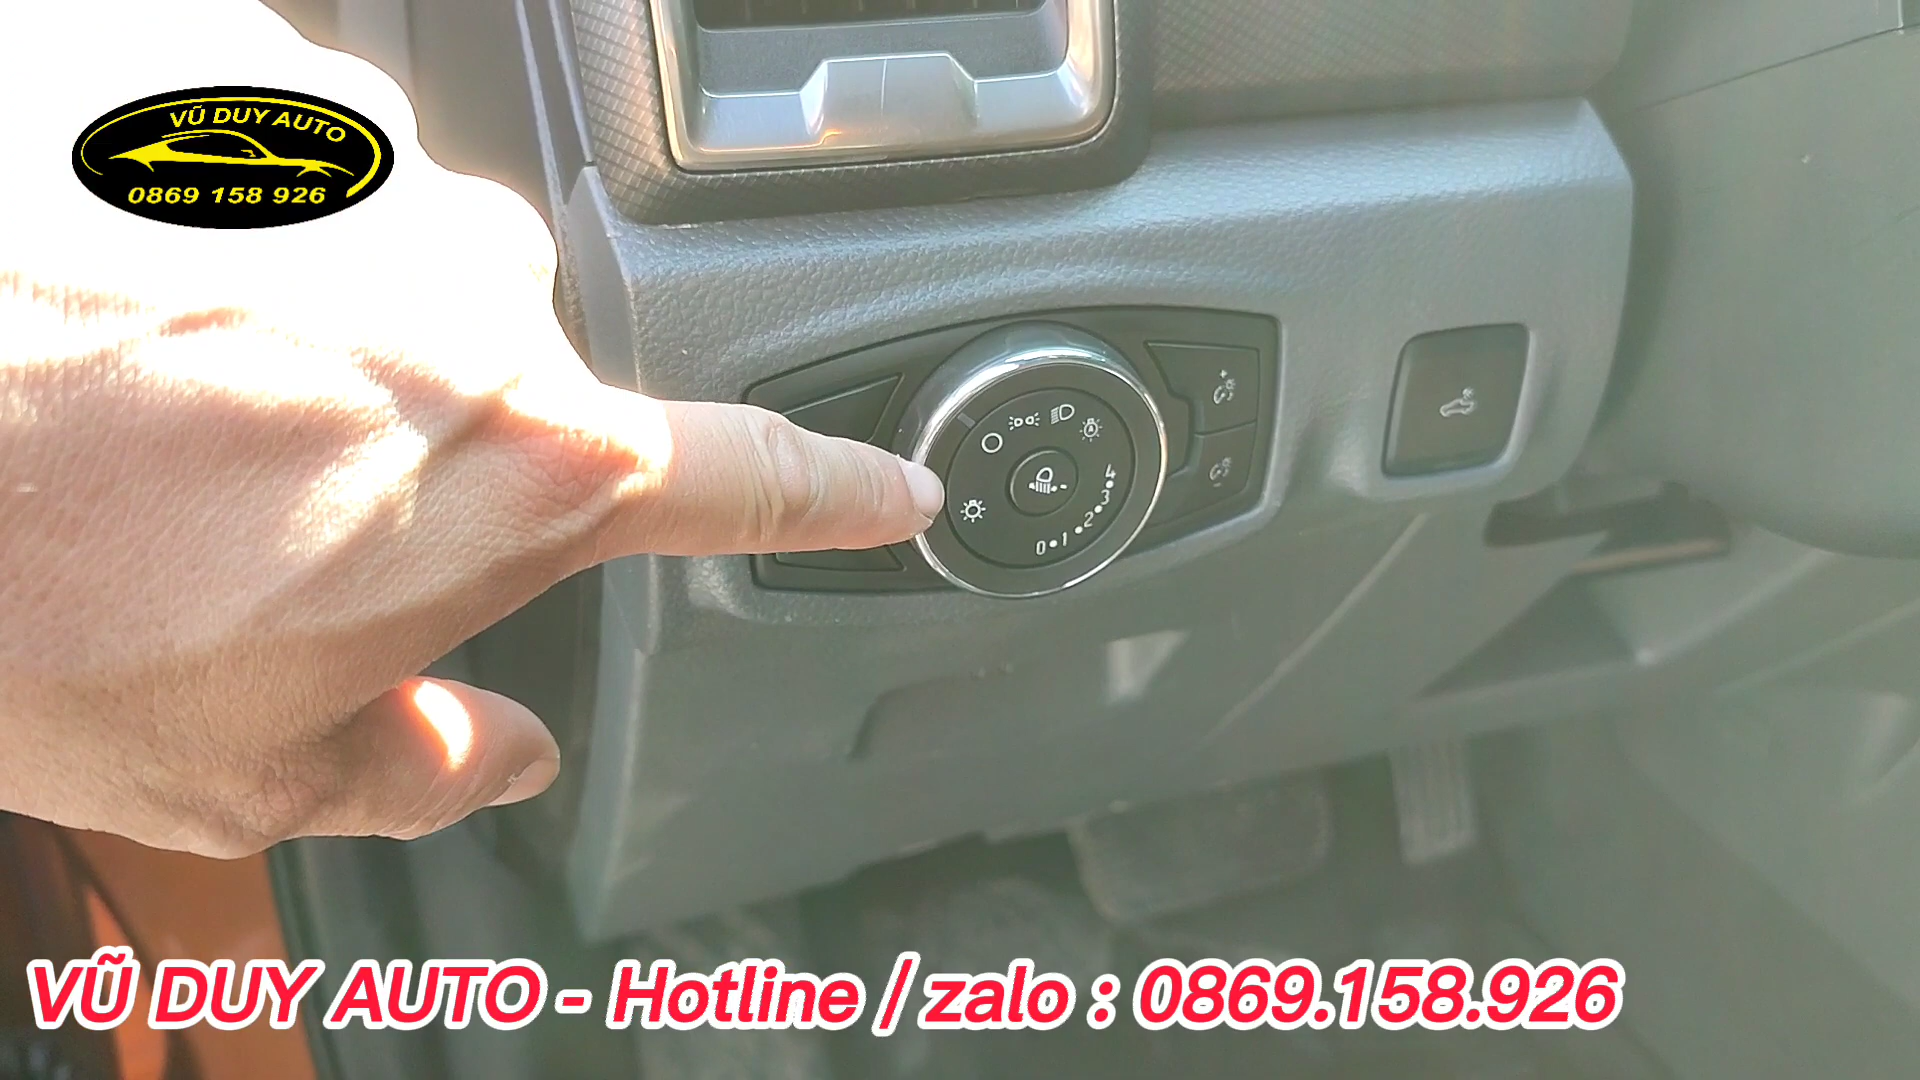 VŨ DUY AUTO
0869 158 926
A
4
3
2
1
0
VŨ DUY AUTO - Hotline / zalo : 0869.158.926